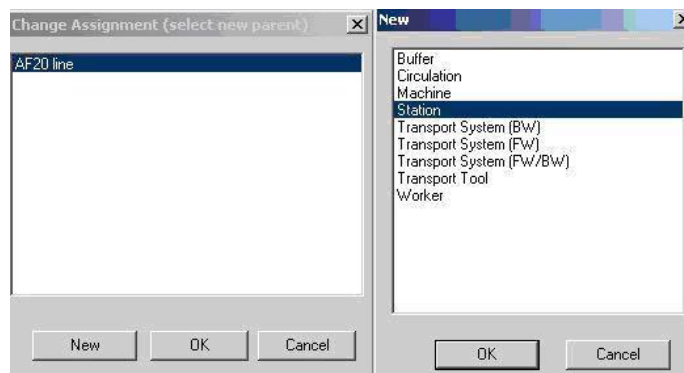 Change Assignment (select new parent)
AF20 line
New
OK
Cancel
New
Buffer
Circulation
Machine
Station
Transport System (BW)
Transport System (FW)
Transport System (FW/BW)
Transport Tool
Worker
OK
Cancel